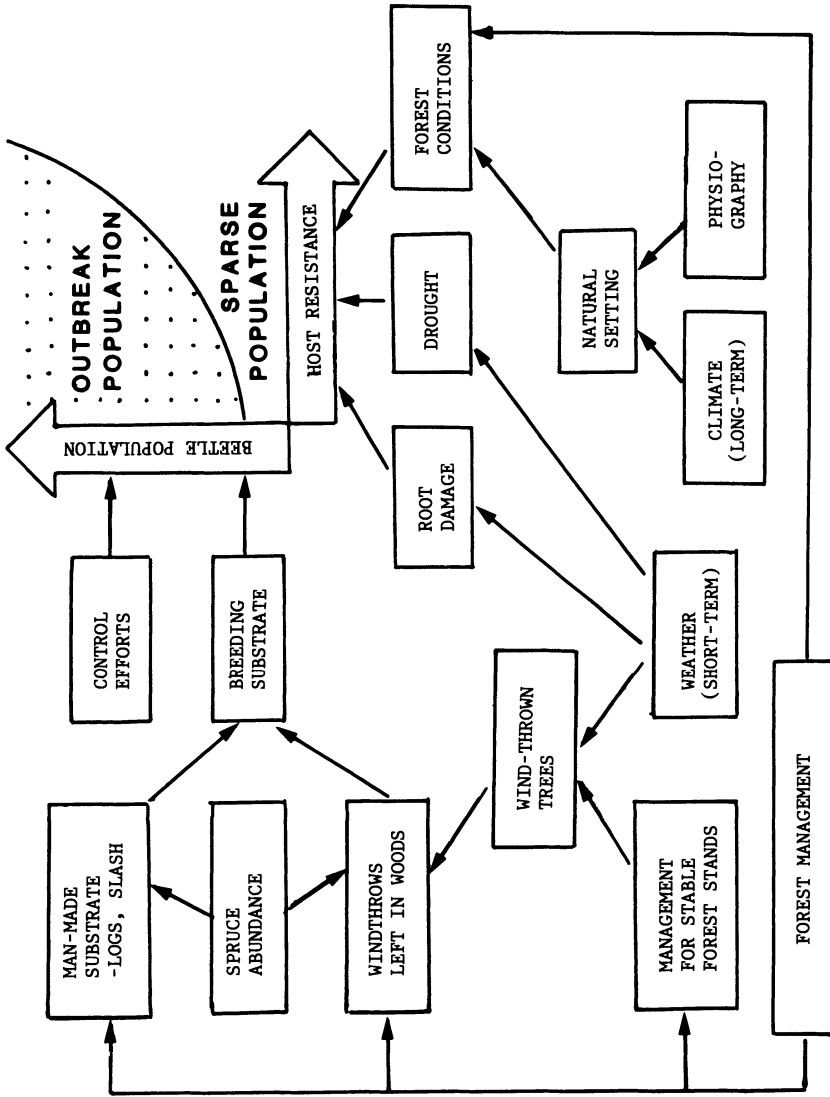 MAN-MADE
SUBSTRATE
-LOGS, SLASH
SPRUCE
ABUNDANCE
WINDTHROWS
LEFT IN WOODS
MANAGEMENT
FOR STABLE
FOREST STANDS
CONTROL
EFFORTS
BREEDING
SUBSTRATE
WIND-THROWN
TREES
WEATHER
(SHORT-TERM)
FOREST MANAGEMENT
BEETLE POPULATION
OUTBREAK
POPULATION
SPARSE
POPULATION
HOST RESISTANCE
ROOT
DAMAGE
DROUGHT
FOREST
CONDITIONS
NATURAL
SETTING
CLIMATE
(LONG-TERM)
PHYSIO-
GRAPHY